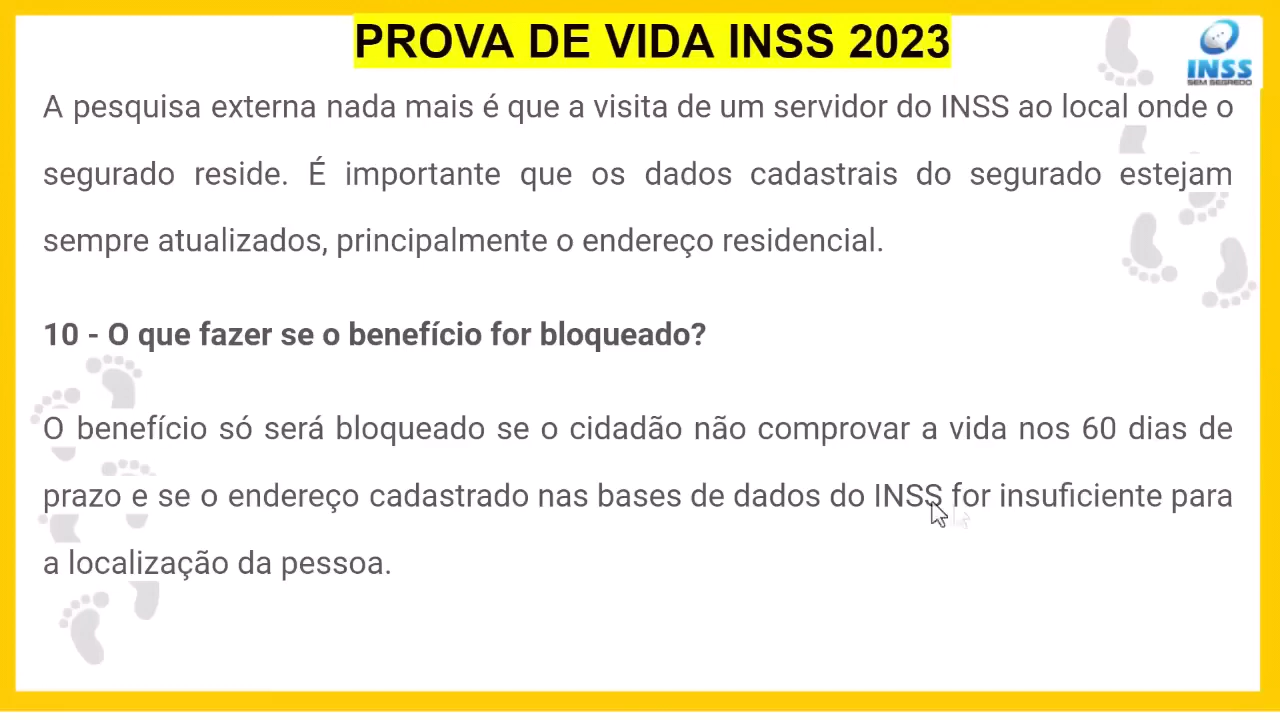 PROVA DE VIDA INSS 2023
INSS
SEM SEGREDO
A pesquisa externa nada mais é que a visita de um servidor do INSS ao local onde o
segurado reside. É importante que os dados cadastrais do segurado estejam
sempre atualizados, principalmente o endereço residencial.
10 - O que fazer se o benefício for bloqueado?
O benefício só será bloqueado se o cidadão não comprovar a vida nos 60 dias de
prazo e se o endereço cadastrado nas bases de dados do INSS for insuficiente para
a localização da pessoa.